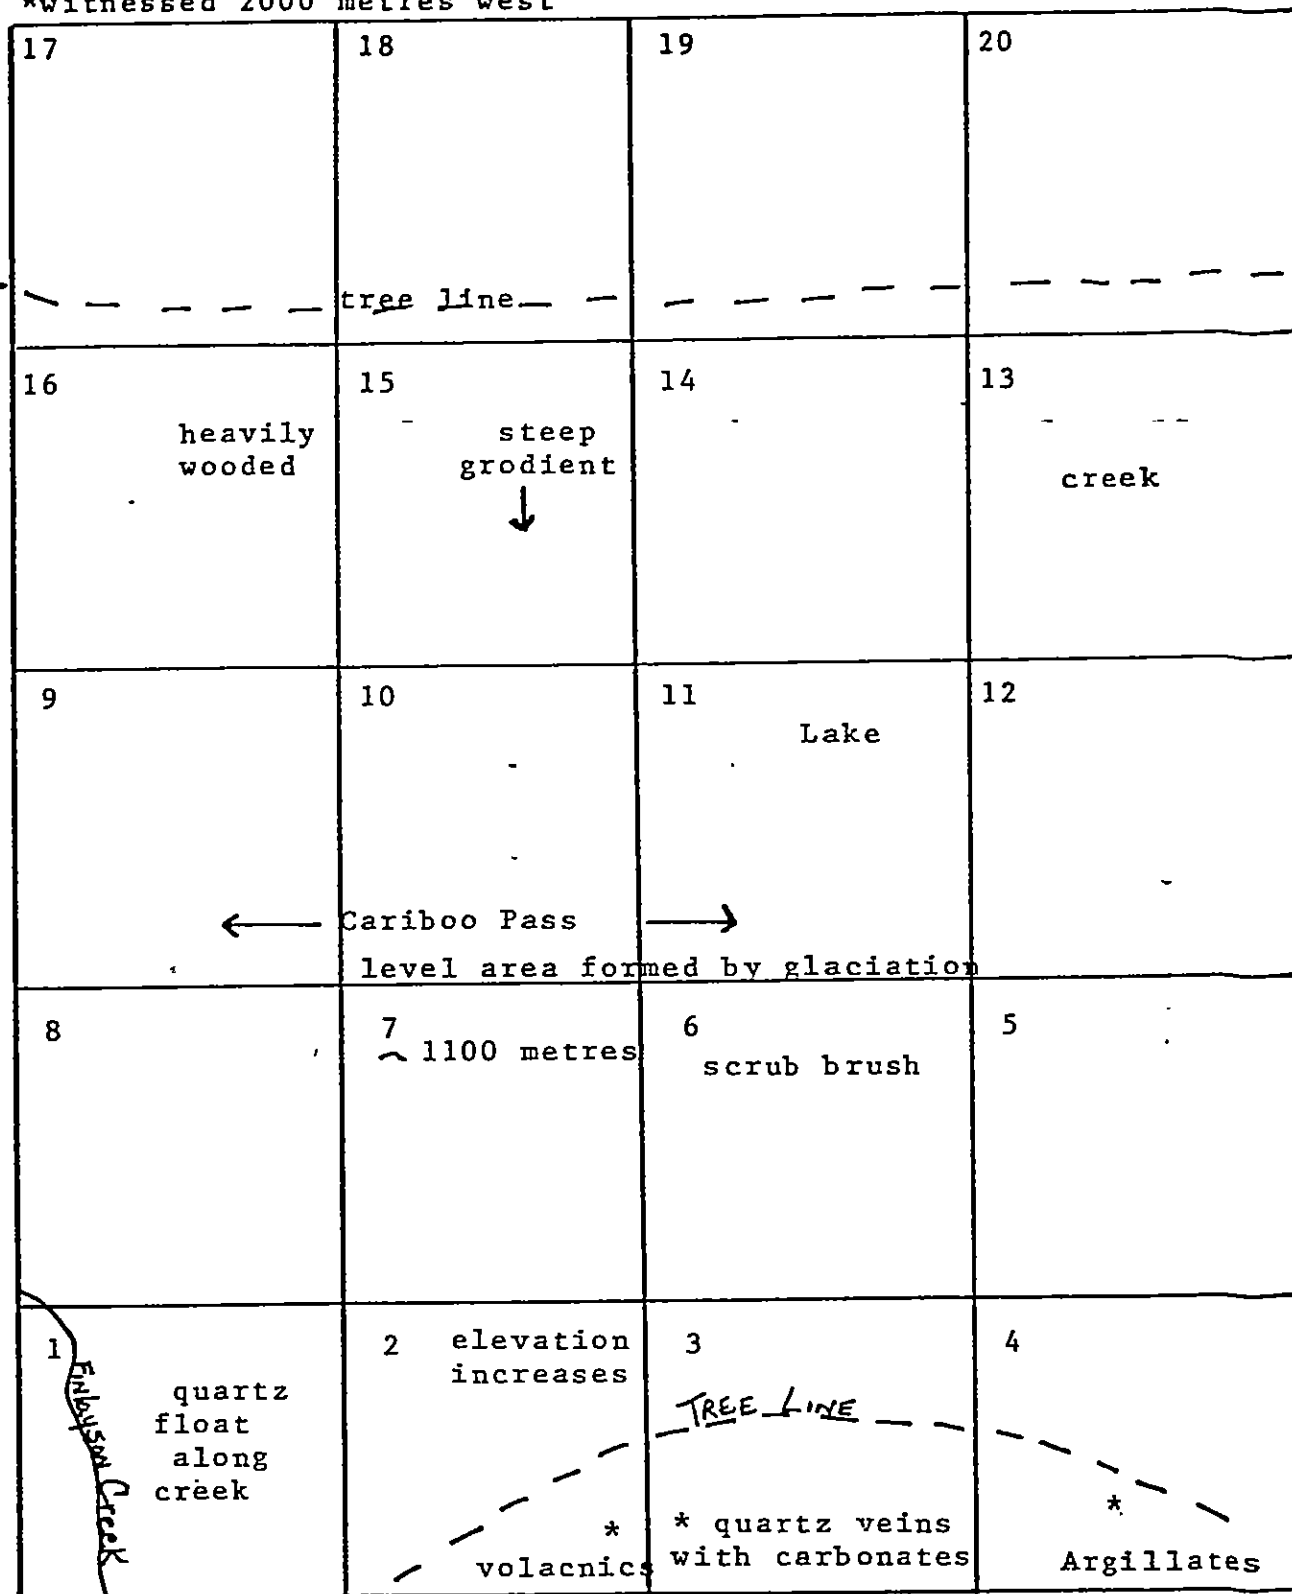 *witnessed 2000 metres west
17
18
19
20
tree line
16
15
14
13
heavily
wooded
steep
grodient
creek
9
10
11
12
Lake
Cariboo Pass
level area formed by glaciation
8
7
6
5
1100 metres
scrub brush
1
2
3
4
elevation
increases
Finlayson Creek
quartz
float
along
creek
TREE LINE
*
volacnics
* quartz veins
with carbonates
*
Argillates